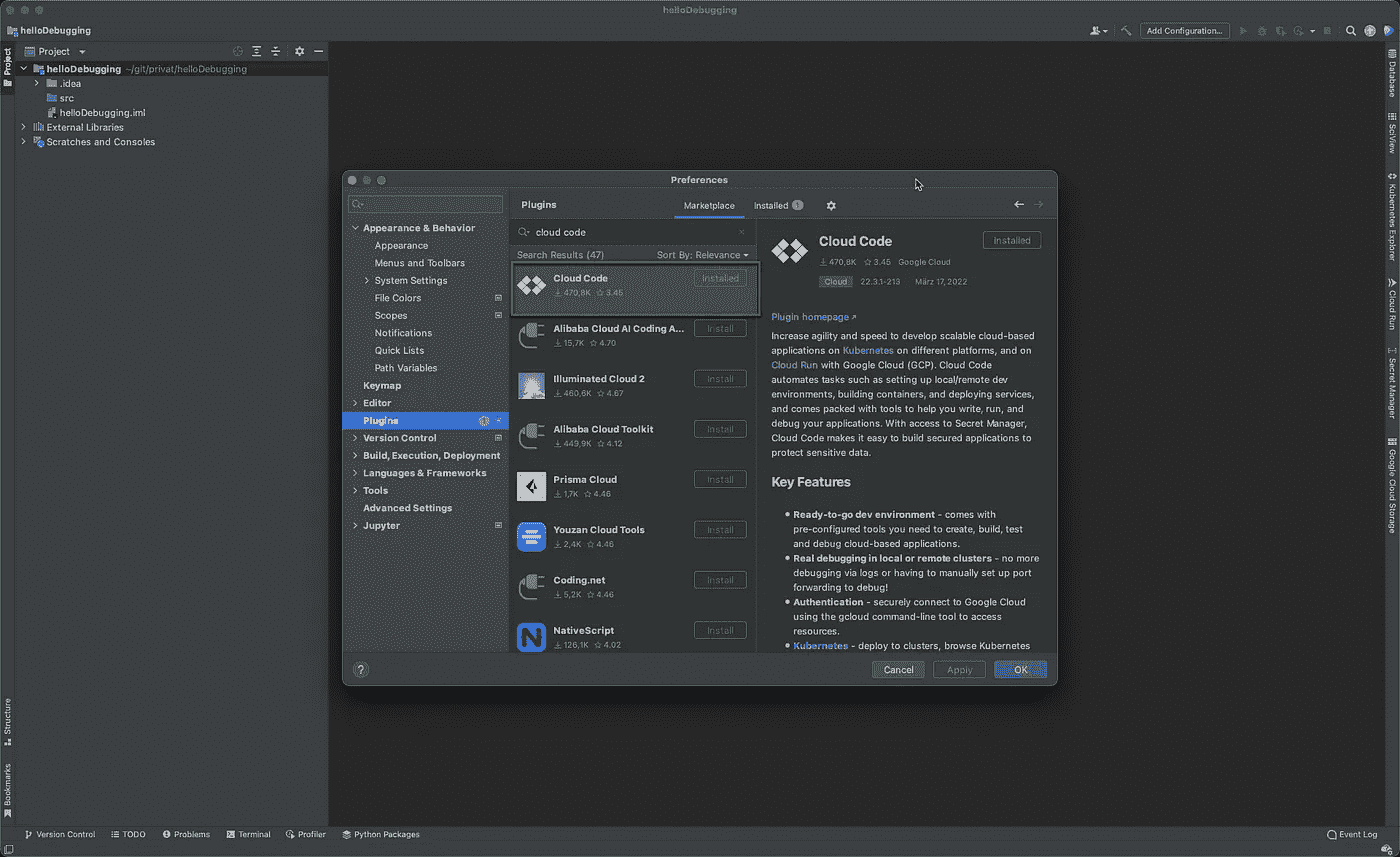 helloDebugging
helloDebugging
Add Configuration...
Project
Project
helloDebugging ~/git/privat/helloDebugging
.idea
src
helloDebugging.iml
External Libraries
Scratches and Consoles
Structure
Bookmarks
Preferences
Appearance & Behavior
Appearance
Menus and Toolbars
System Settings
File Colors
Scopes
Notifications
Quick Lists
Path Variables
Keymap
Editor
Plugins
Version Control
Build, Execution, Deployment
Languages & Frameworks
Tools
Advanced Settings
Jupyter
Plugins
Marketplace
Installed 1
cloud code
Search Results (47)
Sort By: Relevance
Cloud Code
Installed
470,8K 3.45
Alibaba Cloud AI Coding A...
Install
15,7K 4.70
Illuminated Cloud 2
Install
460,6K 4.67
Alibaba Cloud Toolkit
Install
449,9K 4.12
Prisma Cloud
Install
1,7K 4.46
Youzan Cloud Tools
Install
2,4K 4.46
Coding.net
Install
5,2K 4.46
NativeScript
Install
126,1K 4.02
Cloud Code
Installed
470,8K 3.45 Google Cloud
Cloud 22.3.1-213 März 17, 2022
Plugin homepage
Increase agility and speed to develop scalable cloud-based
applications on Kubernetes on different platforms, and on
Cloud Run with Google Cloud (GCP). Cloud Code
automates tasks such as setting up local/remote dev
environments, building containers, and deploying services,
and comes packed with tools to help you write, run, and
debug your applications. With access to Secret Manager,
Cloud Code makes it easy to build secured applications to
protect sensitive data.
Key Features
Ready-to-go dev environment - comes with
pre-configured tools you need to create, build, test
and debug cloud-based applications.
Real debugging in local or remote clusters - no more
debugging via logs or having to manually set up port
forwarding to debug!
Authentication - securely connect to Google Cloud
using the gcloud command-line tool to access
resources.
Kubernetes - deploy to clusters, browse Kubernetes
?
Cancel
Apply
OK
Database
SciView
Kubernetes Explorer
Cloud Run
Secret Manager
Google Cloud Storage
Version Control
TODO
Problems
Terminal
Profiler
Python Packages
Event Log